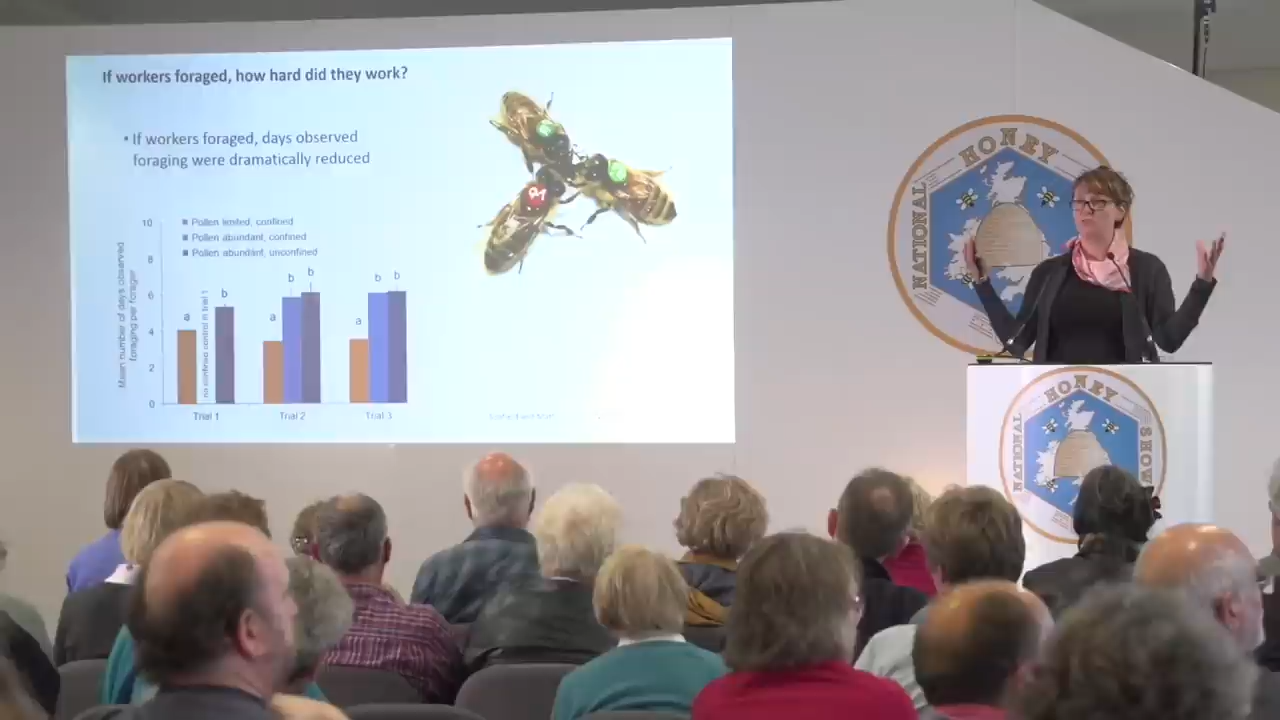 If workers foraged, how hard did they work?
• If workers foraged, days observed
foraging were dramatically reduced
Mean number of days observed
foraging per forager
10
8
6
4
2
0
Pollen limited, confined
Pollen abundant, confined
Pollen abundant, unconfined
a
no confined control in trial 1
b
a
b
b
a
b
b
Trial 1
Trial 2
Trial 3
91
NATIONAL
HONEY
NATIONAL
HONEY
SHOW